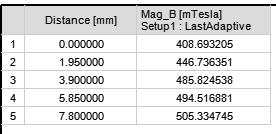 Distance [mm] Mag_B [mTesla]
Setup1 : LastAdaptive
1 0.000000 408.693205
2 1.950000 446.736351
3 3.900000 485.824538
4 5.850000 494.516881
5 7.800000 505.334745